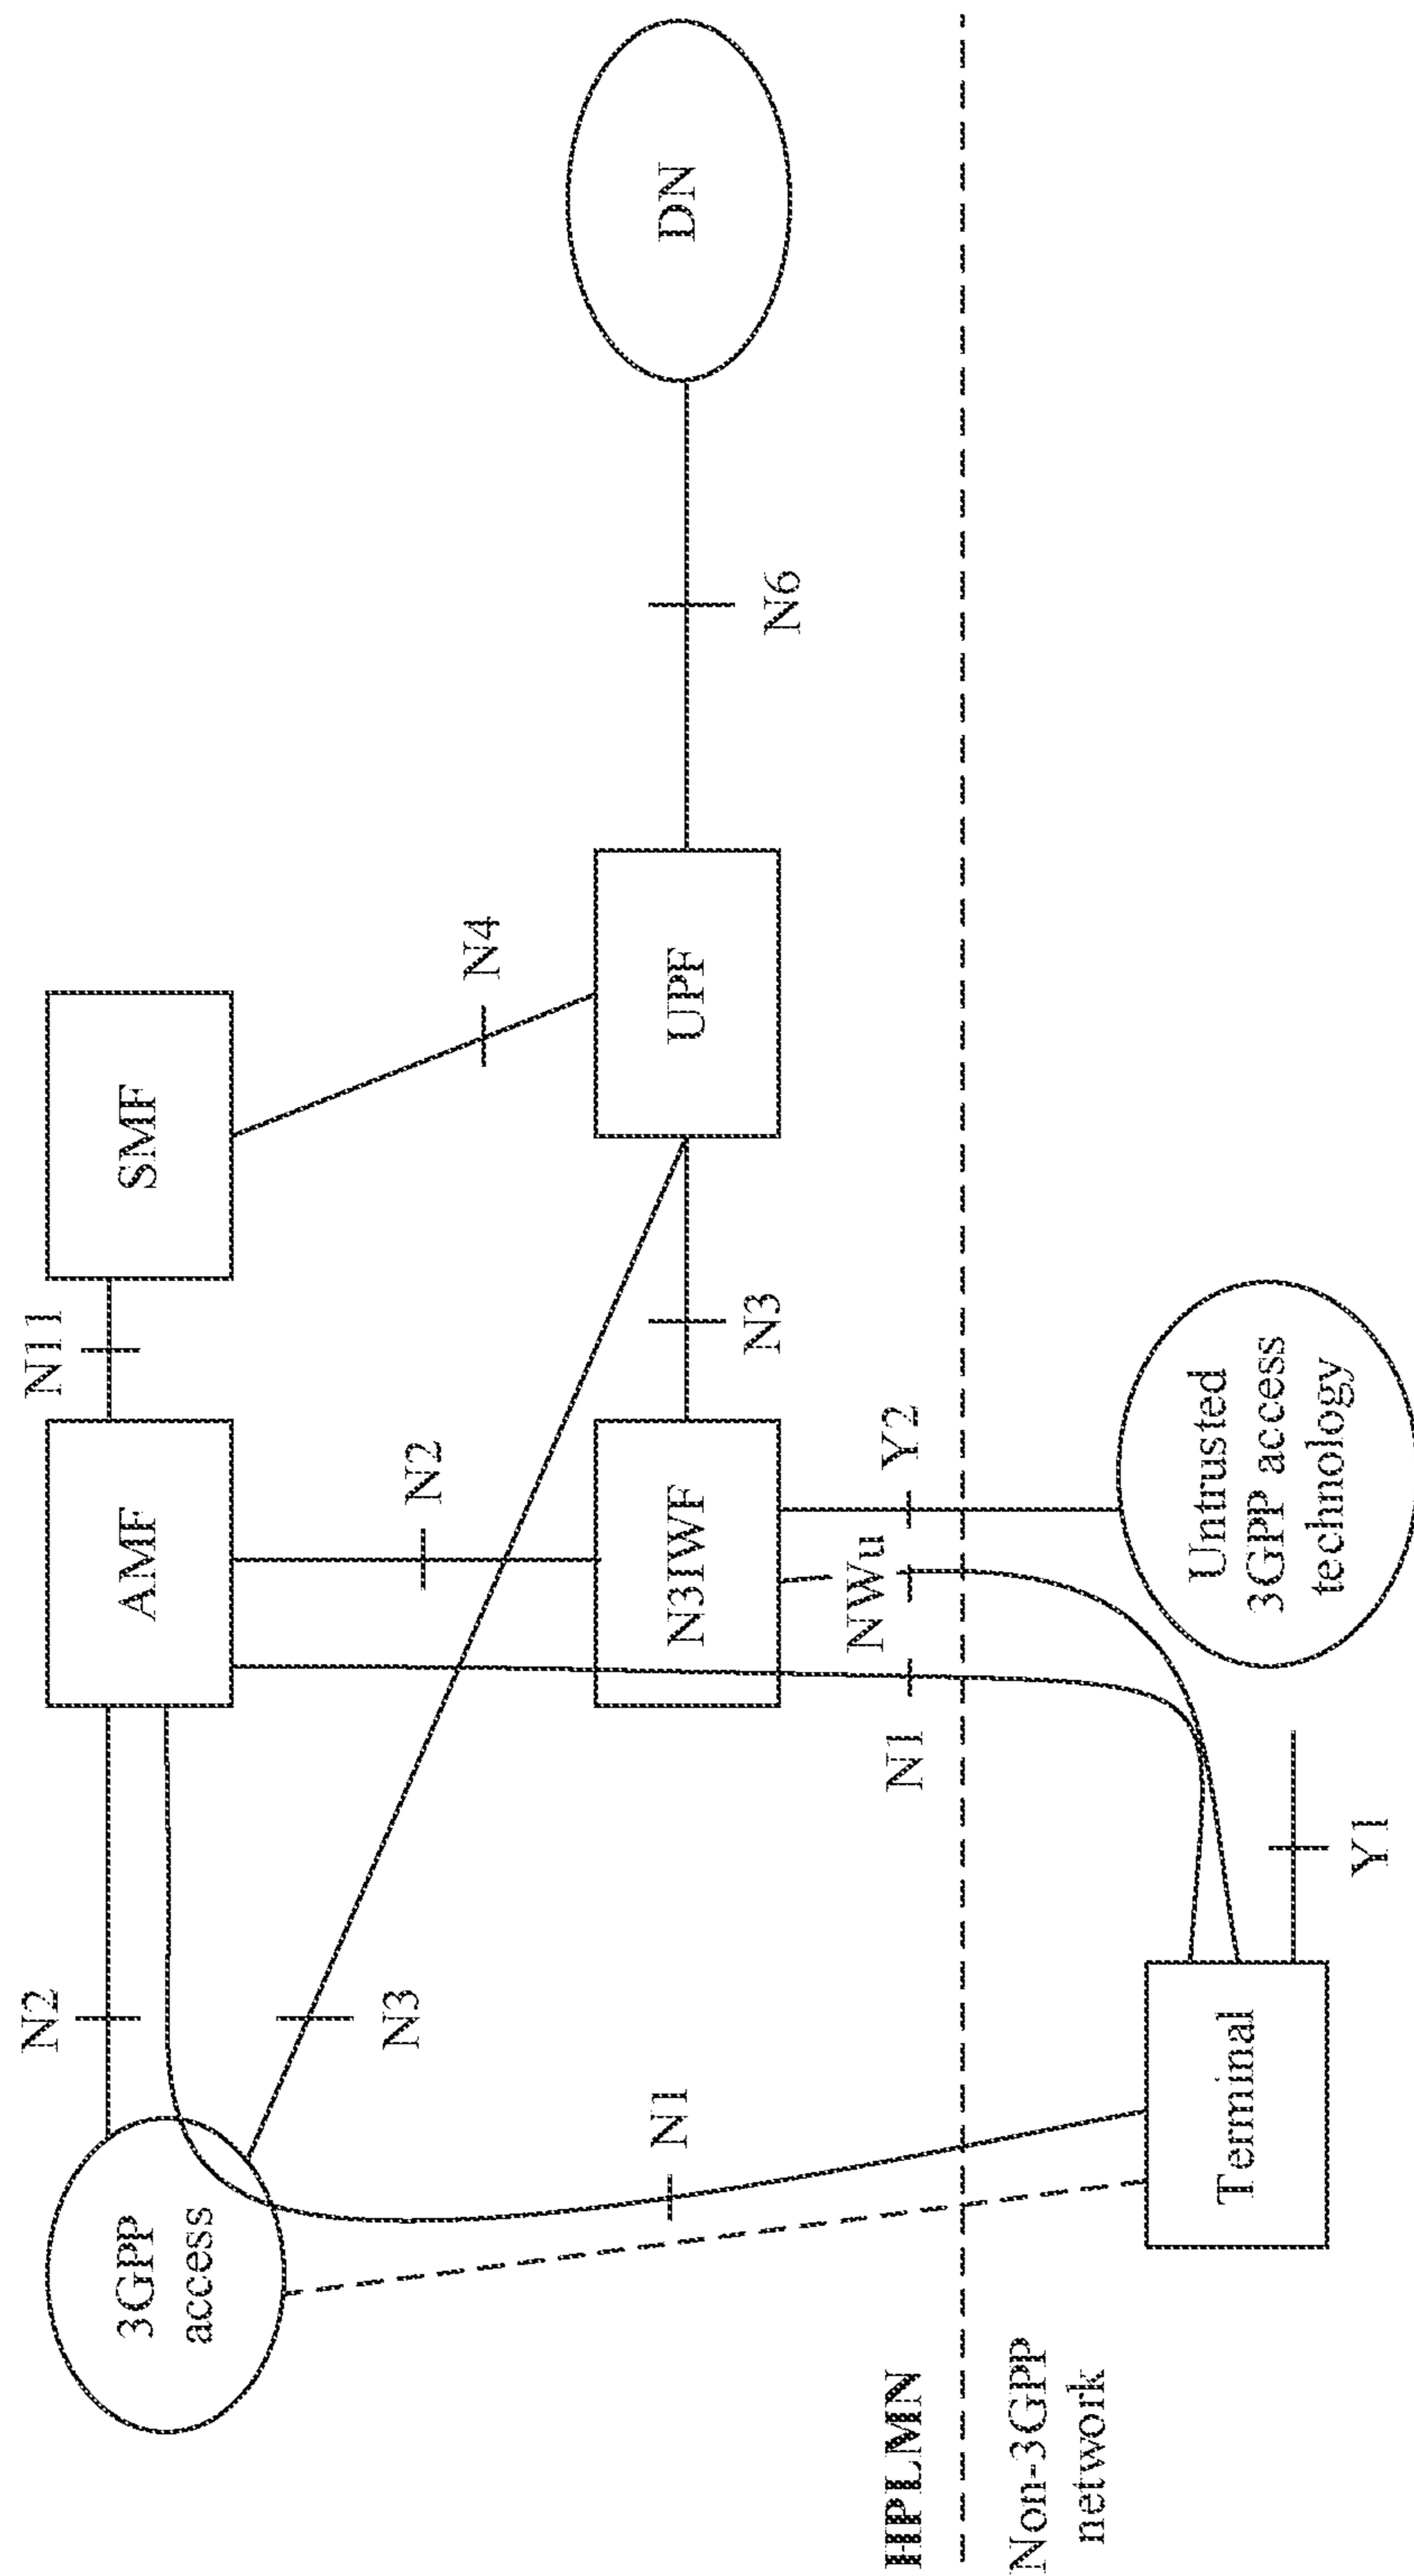 3GPP
access
N2
AMF
N11
SMF
N3
N2
N4
N1
N3IWF
N3
UPF
N6
DN
HPLMN
N1
NWu
Y2
Non-3GPP
network
Terminal
Y1
Untrusted
3GPP access
technology